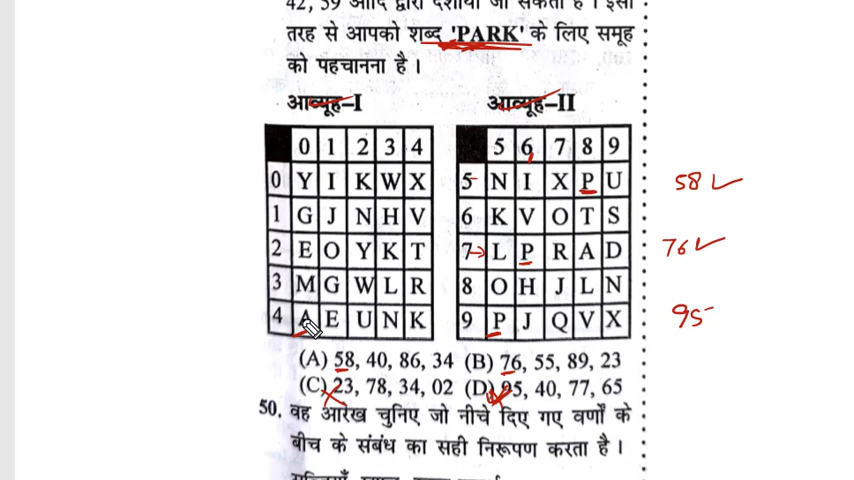 42, 59 आदि द्वारा दर्शाया जा सकता है। इसी
तरह से आपको शब्द 'PARK' के लिए समूह
को पहचानना है।
आव्यूह-I आव्यूह-II
0 1 2 3 4 5 6 7 8 9
0 Y I K W X 5 N I X P U 58
1 G J N H V 6 K V O T S
2 E O Y K T 7 L P R A D 76
3 M G W L R 8 O H J L N
4 A E U N K 9 P J Q V X 95
(A) 58, 40, 86, 34 (B) 76, 55, 89, 23
(C) 23, 78, 34, 02 (D) 95, 40, 77, 65
50. वह आरेख चुनिए जो नीचे दिए गए वर्णों के
बीच के संबंध का सही निरूपण करता है।